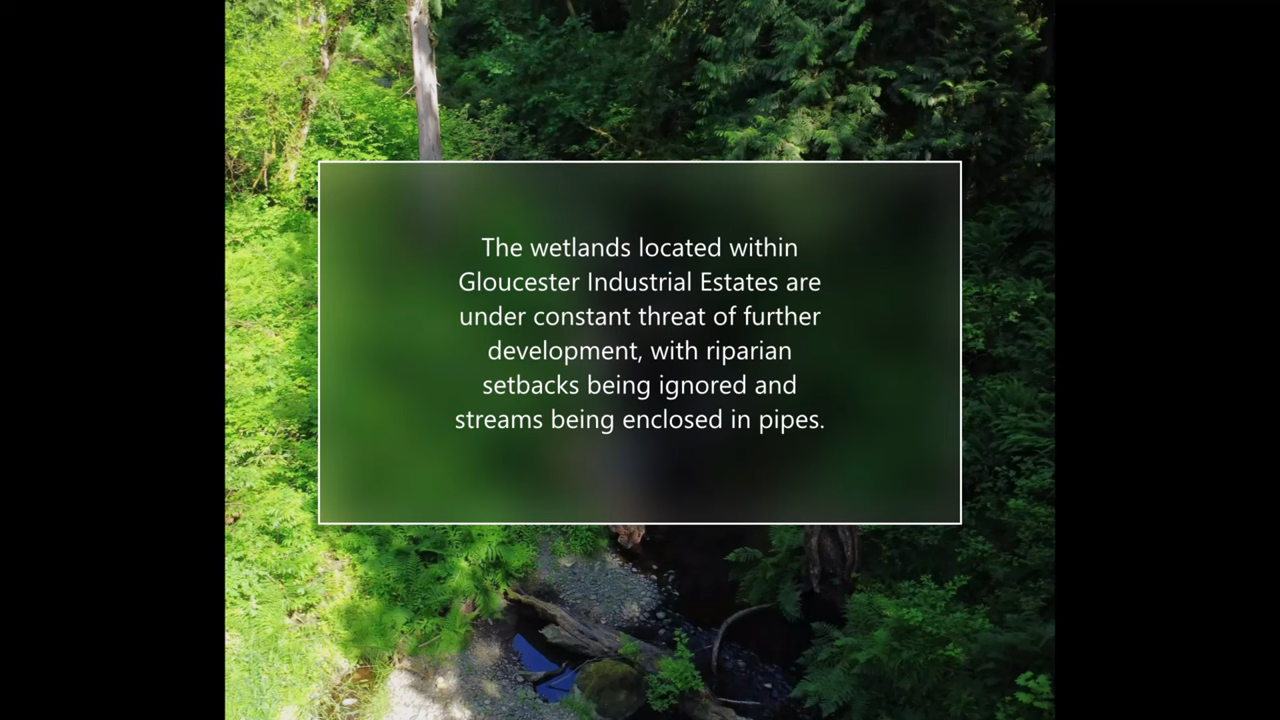 The wetlands located within
Gloucester Industrial Estates are
under constant threat of further
development, with riparian
setbacks being ignored and
streams being enclosed in pipes.